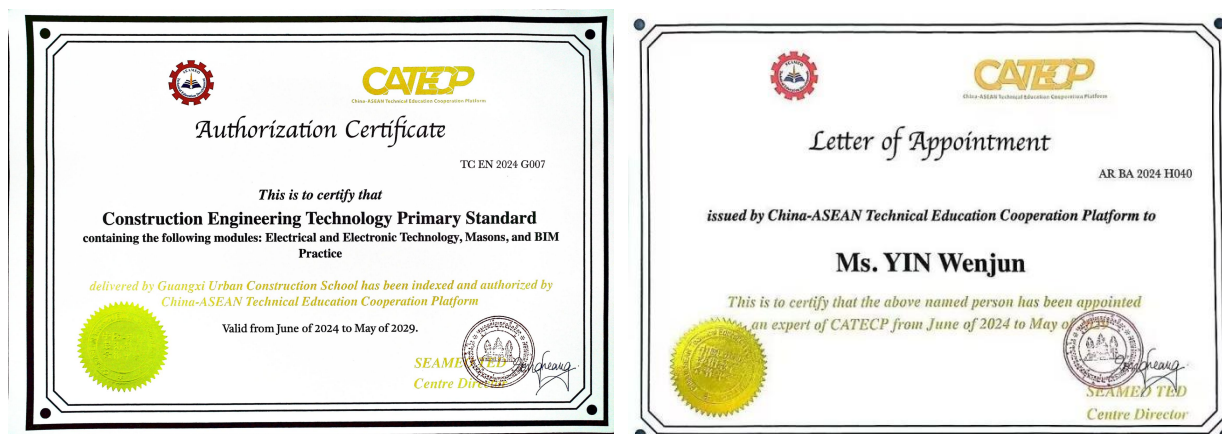 CATECP
China-ASEAN Technical Education Cooperation Platform
Authorization Certificate
TC EN 2024 G007
This is to certify that
Construction Engineering Technology Primary Standard
containing the following modules: Electrical and Electronic Technology, Masons, and BIM
Practice
delivered by Guangxi Urban Construction School has been indexed and authorized by
China-ASEAN Technical Education Cooperation Platform
Valid from June of 2024 to May of 2029.
SEAMED TED
Centre Director
CATECP
China-ASEAN Technical Education Cooperation Platform
Letter of Appointment
AR BA 2024 H040
issued by China-ASEAN Technical Education Cooperation Platform to
Ms. YIN Wenjun
This is to certify that the above named person has been appointed
an expert of CATECP from June of 2024 to May of
SEAMED TED
Centre Director